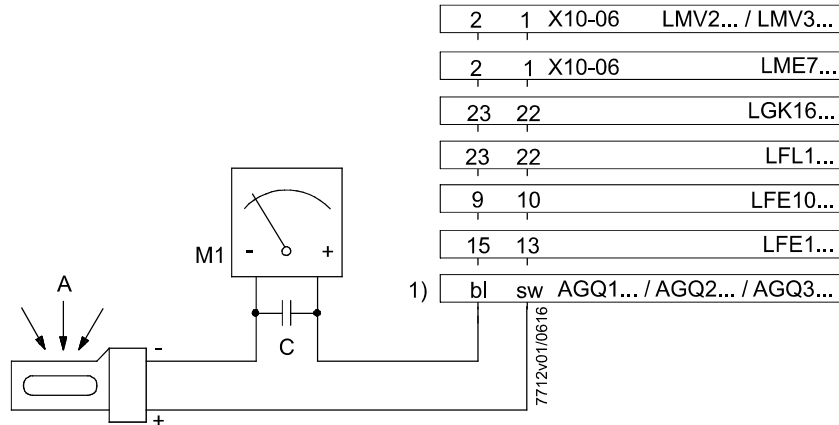 2 1 X10-06 LMV2... / LMV3...
2 1 X10-06 LME7...
23 22 LGK16...
23 22 LFL1...
9 10 LFE10...
15 13 LFE1...
1) bl sw AGQ1... / AGQ2... / AGQ3...
M1 - +
A
C
-
+
7712v01/0616